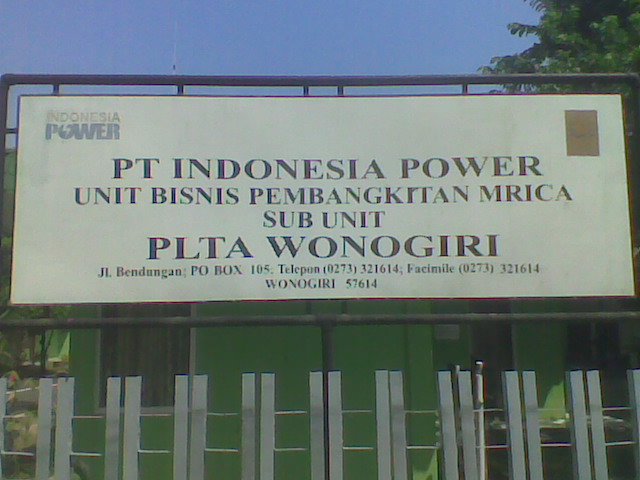 INDONESIA
POWER
PT INDONESIA POWER
UNIT BISNIS PEMBANGKITAN MRICA
SUB UNIT
PLTA WONOGIRI
Jl. Bendungan; PO BOX 105; Telepon (0273) 321614; Facimile (0273) 321614
WONOGIRI 57614